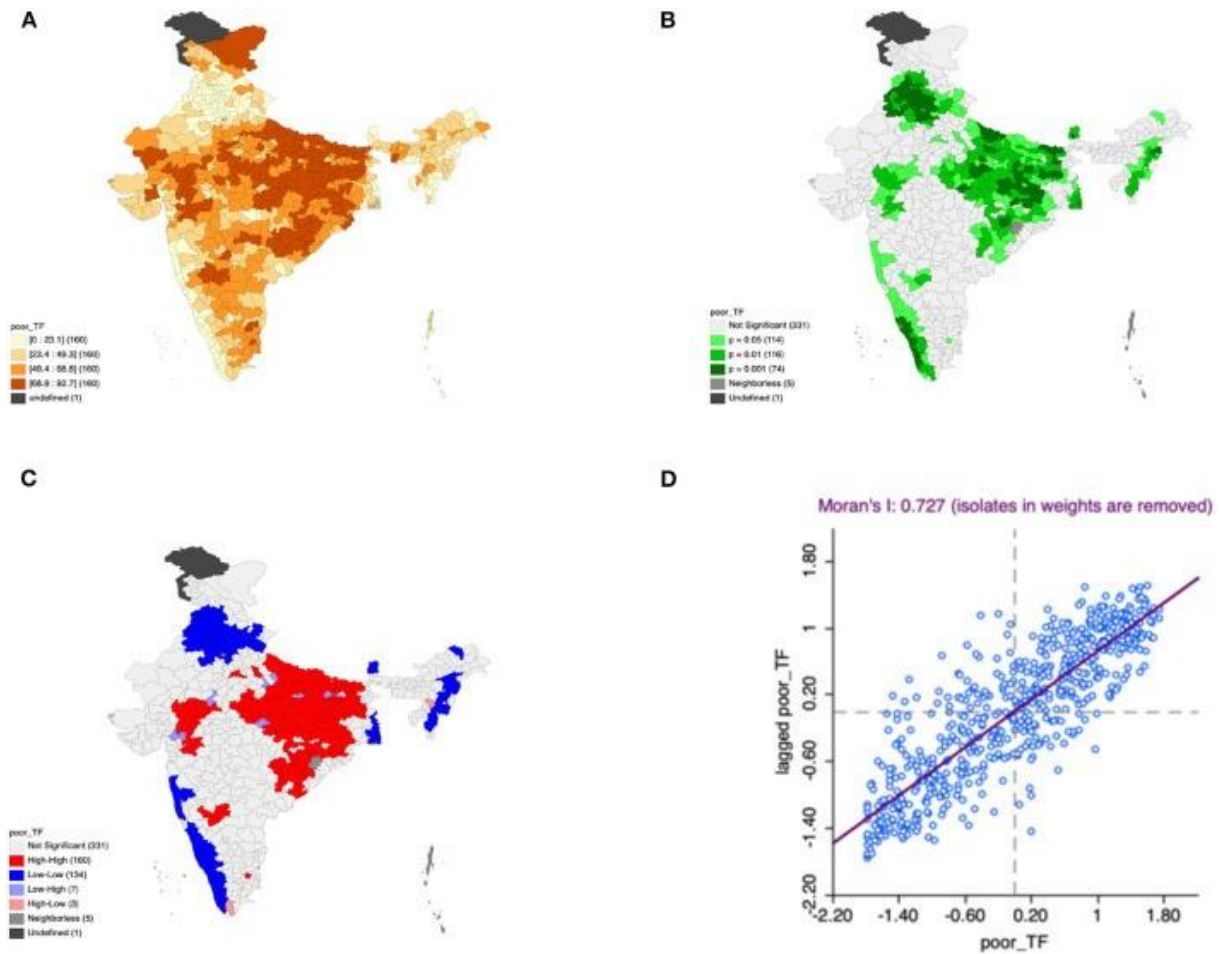 A
poor_TF
[0 : 23.1] (160)
[23.4 : 49.3] (160)
[49.4 : 68.8] (160)
[68.9 : 92.7] (160)
undefined (1)
B
poor_TF
Not Significant (331)
p = 0.05 (114)
p = 0.01 (116)
p = 0.001 (74)
Neighborless (5)
Undefined (1)
C
poor_TF
Not Significant (331)
High-High (160)
Low-Low (134)
Low-High (7)
High-Low (3)
Neighborless (5)
Undefined (1)
D
Moran's I: 0.727 (isolates in weights are removed)
lagged poor_TF
1.80
1
0.20
-0.60
-1.40
-2.20
-2.20 -1.40 -0.60 0.20 1 1.80
poor_TF